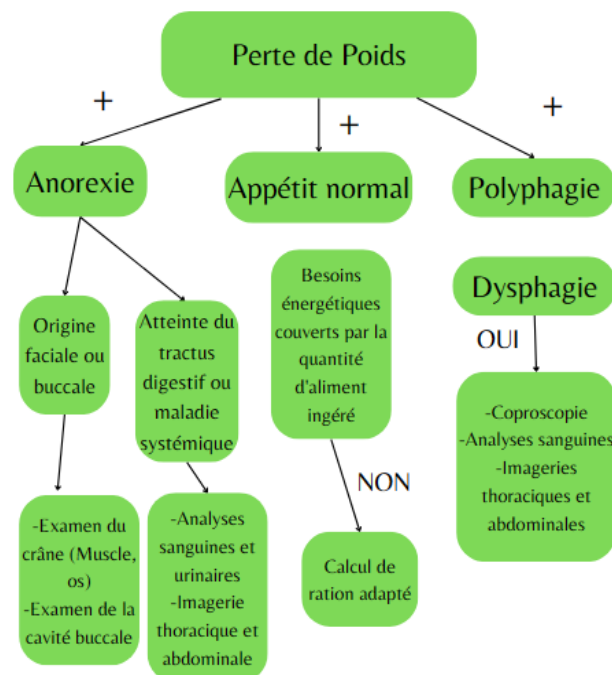 Perte de Poids
+
+
+
Anorexie
Appétit normal
Polyphagie
Origine
faciale ou
buccale
Atteinte du
tractus
digestif ou
maladie
systémique
Besoins
énergétiques
couverts par la
quantité
d'aliment
ingéré
Dysphagie
OUI
NON
-Examen du
crâne (Muscle,
os)
-Examen de la
cavité buccale
-Analyses
sanguines et
urinaires
-Imagerie
thoracique et
abdominale
Calcul de
ration adapté
-Coproscopie
-Analyses sanguines
-Imageries
thoraciques et
abdominales